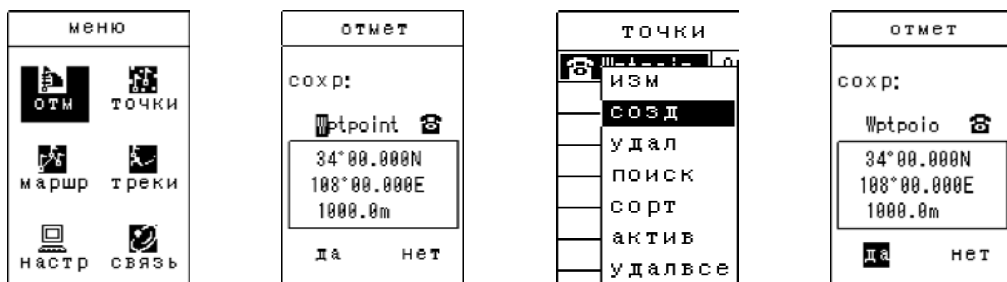 меню
отм точки
маршр треки
настр связь
отмет
сохр:
Wptpoint
34°00.000N
108°00.000E
1000.0m
да нет
точки
изм
созд
удал
поиск
сорт
актив
удалвсе
отмет
сохр:
Wptpoio
34°00.000N
108°00.000E
1000.0m
да нет